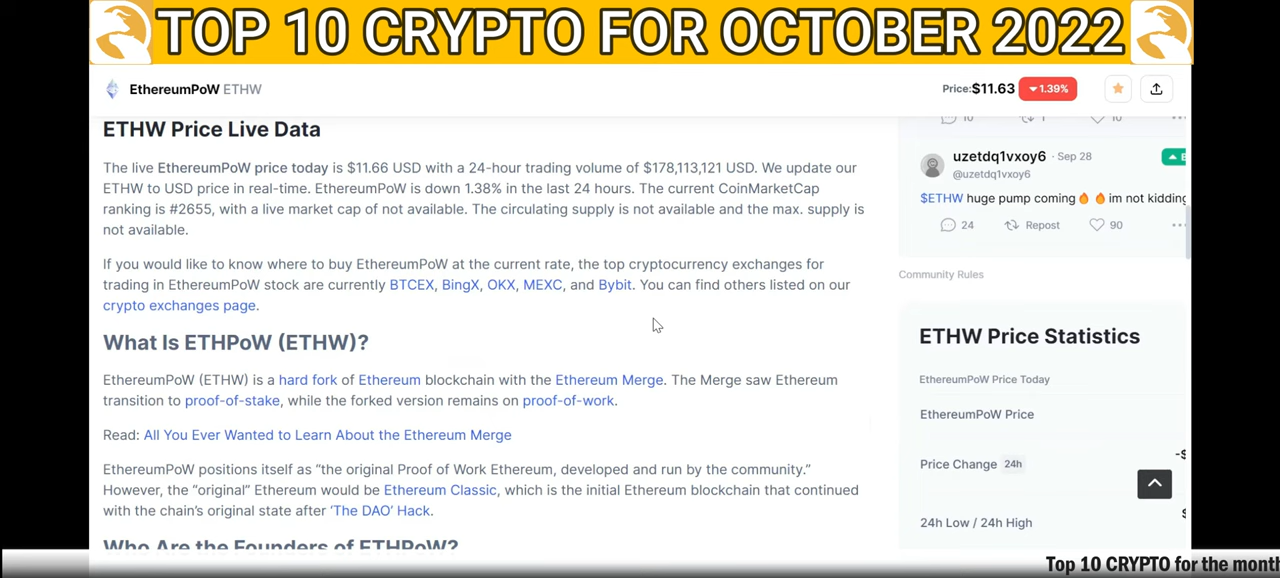 TOP 10 CRYPTO FOR OCTOBER 2022
EthereumPoW ETHW
Price:$11.63 1.39%
ETHW Price Live Data
The live EthereumPoW price today is $11.66 USD with a 24-hour trading volume of $178,113,121 USD. We update our
ETHW to USD price in real-time. EthereumPoW is down 1.38% in the last 24 hours. The current CoinMarketCap
ranking is #2655, with a live market cap of not available. The circulating supply is not available and the max. supply is
not available.
If you would like to know where to buy EthereumPoW at the current rate, the top cryptocurrency exchanges for
trading in EthereumPoW stock are currently BTCEX, BingX, OKX, MEXC, and Bybit. You can find others listed on our
crypto exchanges page.
What Is ETHPoW (ETHW)?
EthereumPoW (ETHW) is a hard fork of Ethereum blockchain with the Ethereum Merge. The Merge saw Ethereum
transition to proof-of-stake, while the forked version remains on proof-of-work.
Read: All You Ever Wanted to Learn About the Ethereum Merge
EthereumPoW positions itself as “the original Proof of Work Ethereum, developed and run by the community.”
However, the “original” Ethereum would be Ethereum Classic, which is the initial Ethereum blockchain that continued
with the chain's original state after ‘The DAO’ Hack.
Who Are the Founders of ETHPoW?
10 1 10
uzetdq1vxoy6 · Sep 28
@uzetdq1vxoy6
$ETHW huge pump coming🔥 🔥im not kidding
24 Repost 90
Community Rules
ETHW Price Statistics
EthereumPoW Price Today
EthereumPoW Price
Price Change 24h
-$
24h Low / 24h High
$
Top 10 CRYPTO for the month